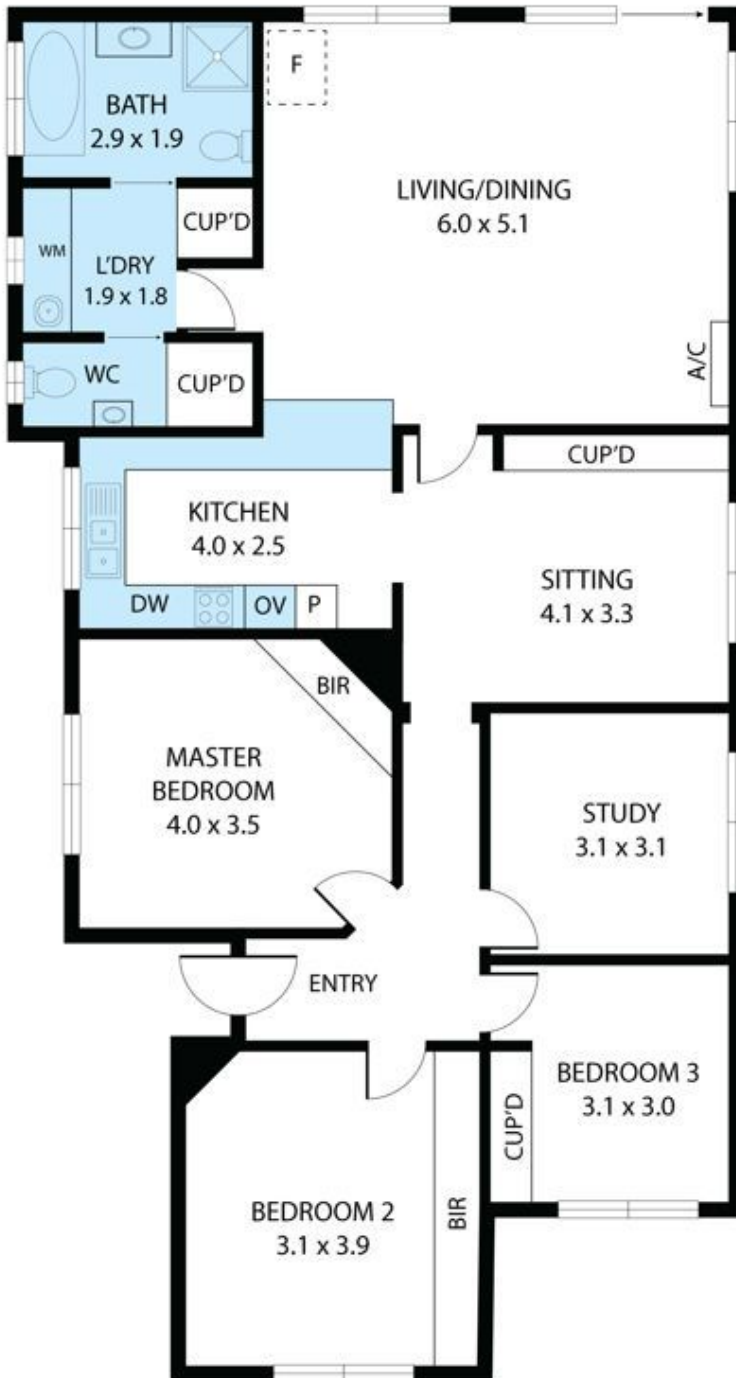 F
BATH
2.9 x 1.9
LIVING/DINING
6.0 x 5.1
CUP'D
WM
L'DRY
1.9 x 1.8
A/C
WC
CUP'D
CUP'D
KITCHEN
4.0 x 2.5
SITTING
4.1 x 3.3
DW
OV
P
BIR
MASTER
BEDROOM
4.0 x 3.5
STUDY
3.1 x 3.1
ENTRY
BEDROOM 3
3.1 x 3.0
CUP'D
BEDROOM 2
3.1 x 3.9
BIR